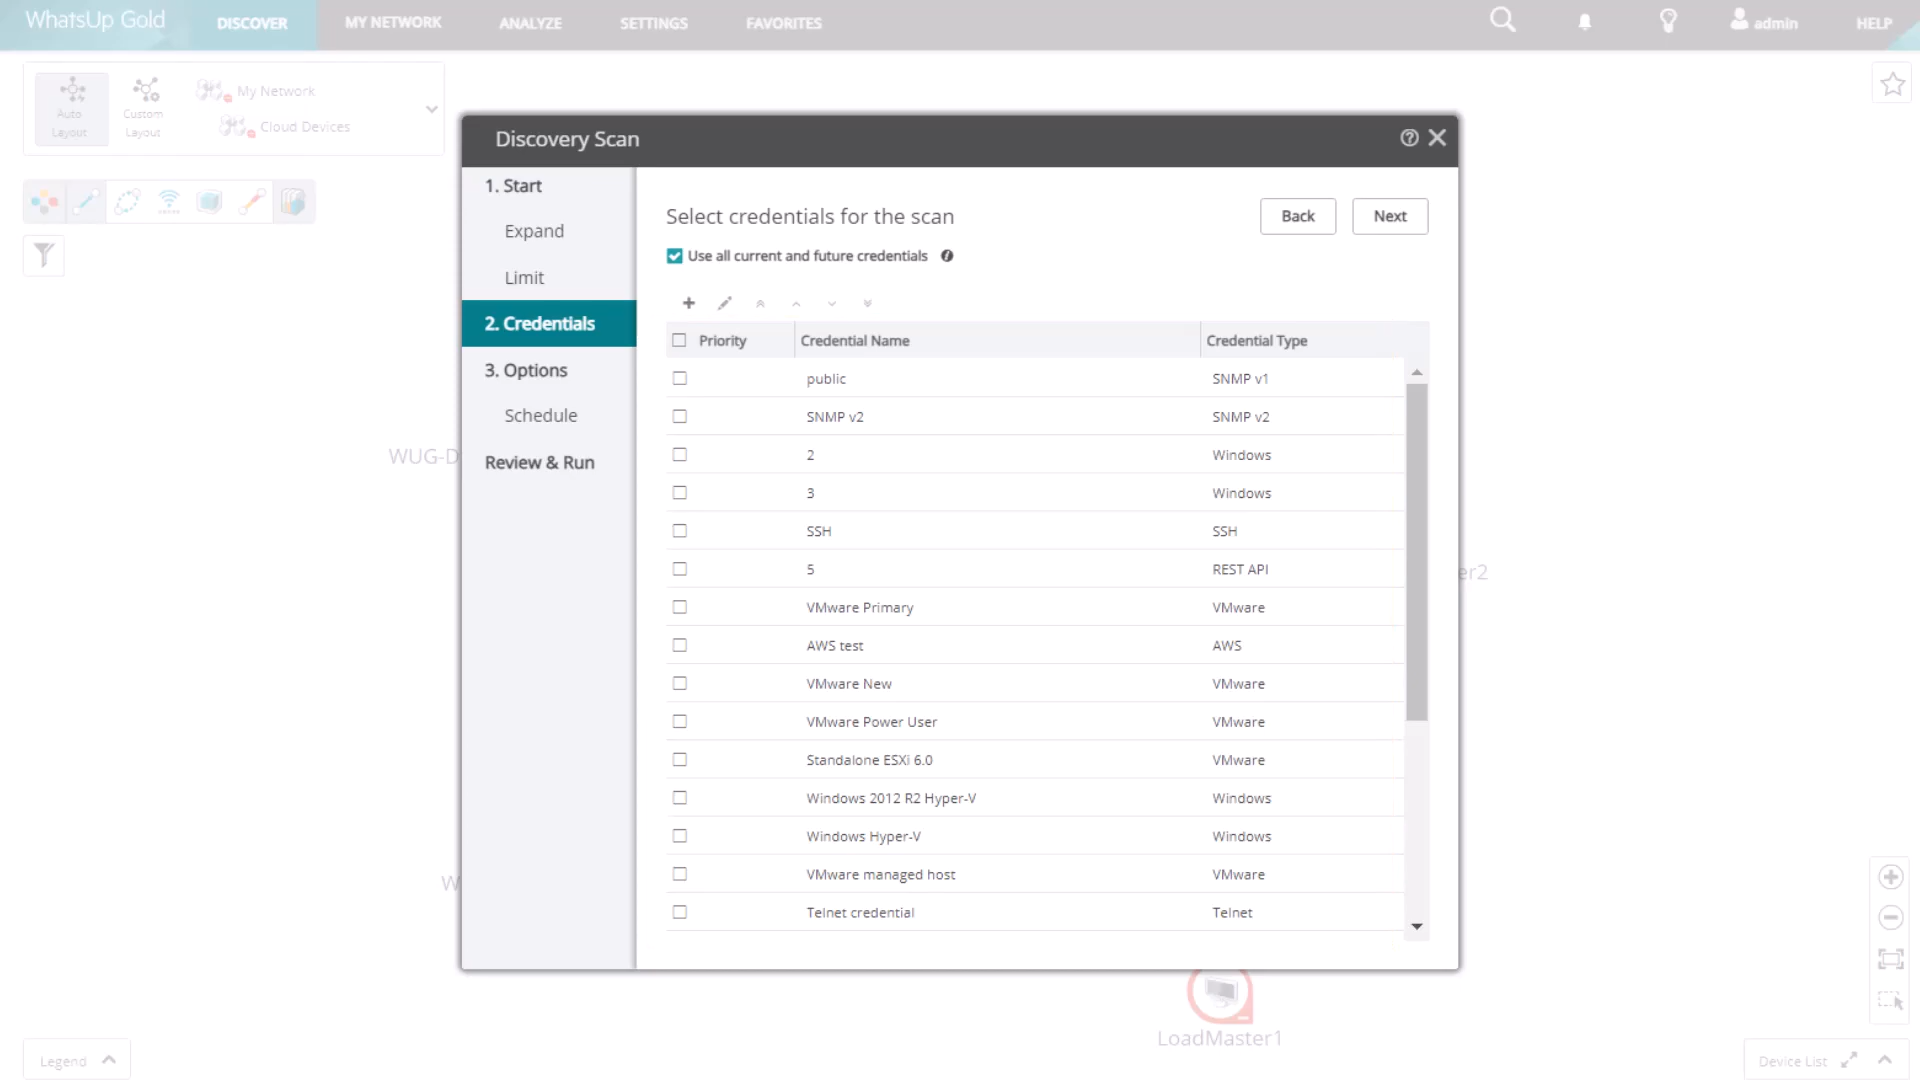 WhatsUp Gold
DISCOVER
MY NETWORK
ANALYZE
SETTINGS
FAVORITES
admin
HELP
Auto
Layout
Custom
Layout
My Network
Cloud Devices
Discovery Scan
1. Start
Expand
Limit
2. Credentials
3. Options
Schedule
Review & Run
Select credentials for the scan
Back
Next
Use all current and future credentials
Priority Credential Name Credential Type
public SNMP v1
SNMP v2 SNMP v2
2 Windows
3 Windows
SSH SSH
5 REST API
VMware Primary VMware
AWS test AWS
VMware New VMware
VMware Power User VMware
Standalone ESXi 6.0 VMware
Windows 2012 R2 Hyper-V Windows
Windows Hyper-V Windows
VMware managed host VMware
Telnet credential Telnet
WUG-D
er2
W
LoadMaster1
Legend
Device List